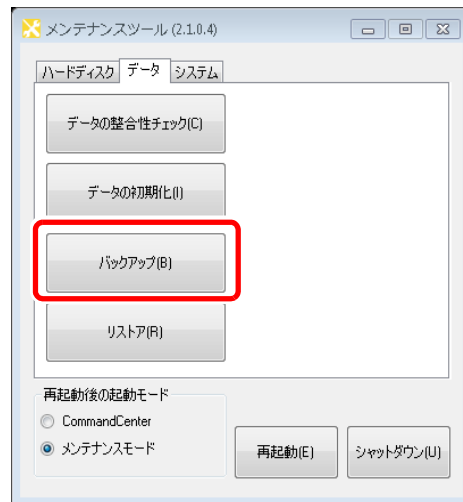 メンテナンスツール (2.1.0.4)
ハードディスク データ システム
データの整合性チェック(C)
データの初期化(I)
バックアップ(B)
リストア(R)
再起動後の起動モード
CommandCenter
メンテナンスモード
再起動(E) シャットダウン(U)